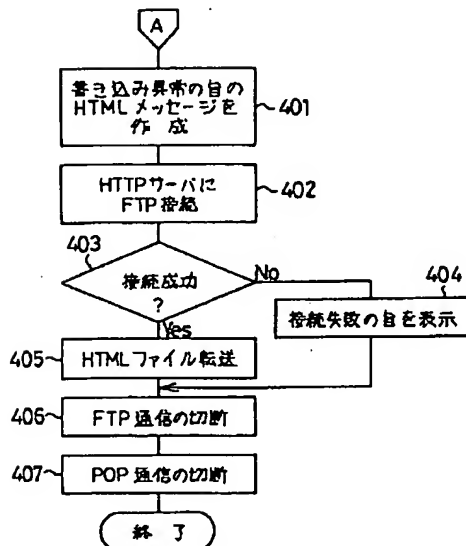 A
書き込み異常の旨の
HTMLメッセージを
作 成
401
HTTPサーバに
FTP接続
402
403
接続成功
?
No
Yes
404
接続失敗の旨を表示
405
HTMLファイル転送
406
FTP通信の切断
407
POP通信の切断
終 了